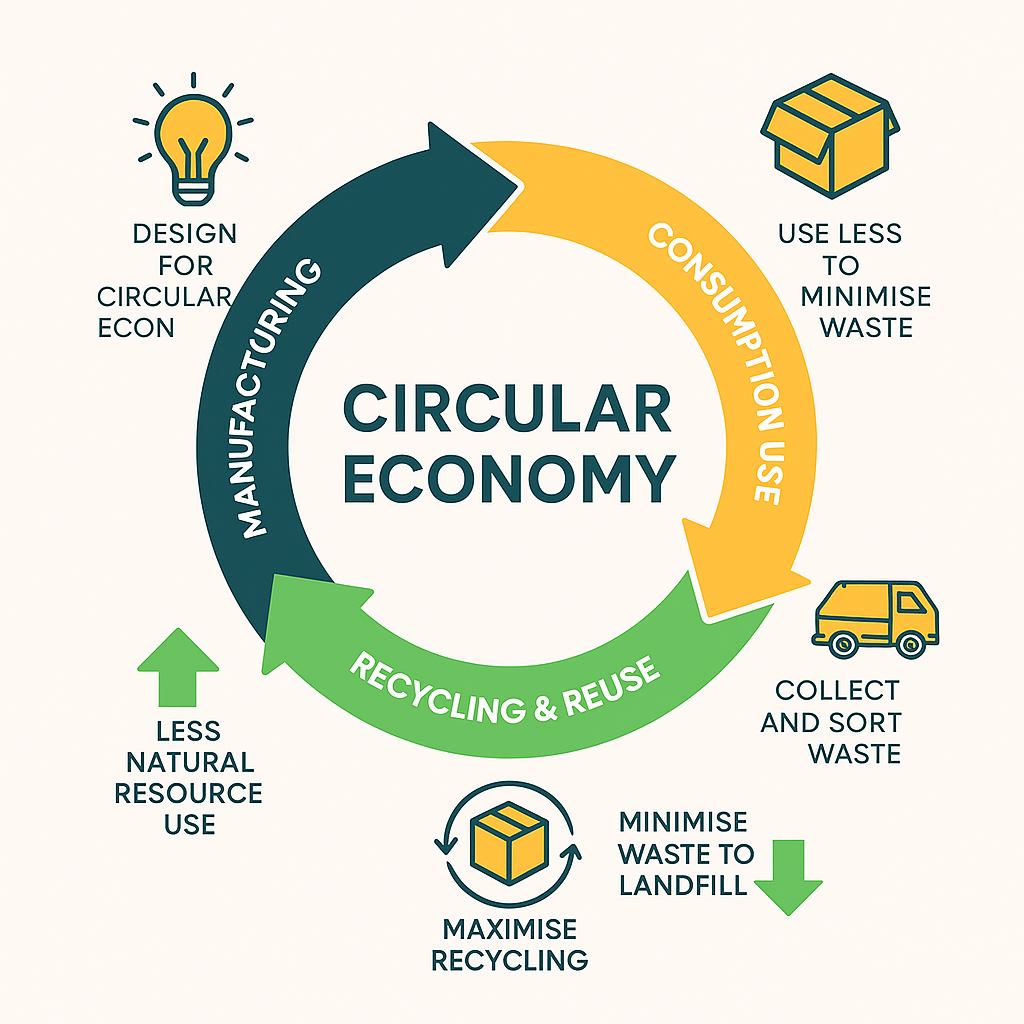 DESIGN
FOR
CIRCULAR
ECON
USE LESS
TO
MINIMISE
WASTE
MANUFACTURING
CONSUMPTION USE
CIRCULAR
ECONOMY
RECYCLING & REUSE
COLLECT
AND SORT
WASTE
LESS
NATURAL
RESOURCE
USE
MINIMISE
WASTE TO
LANDFILL
MAXIMISE
RECYCLING